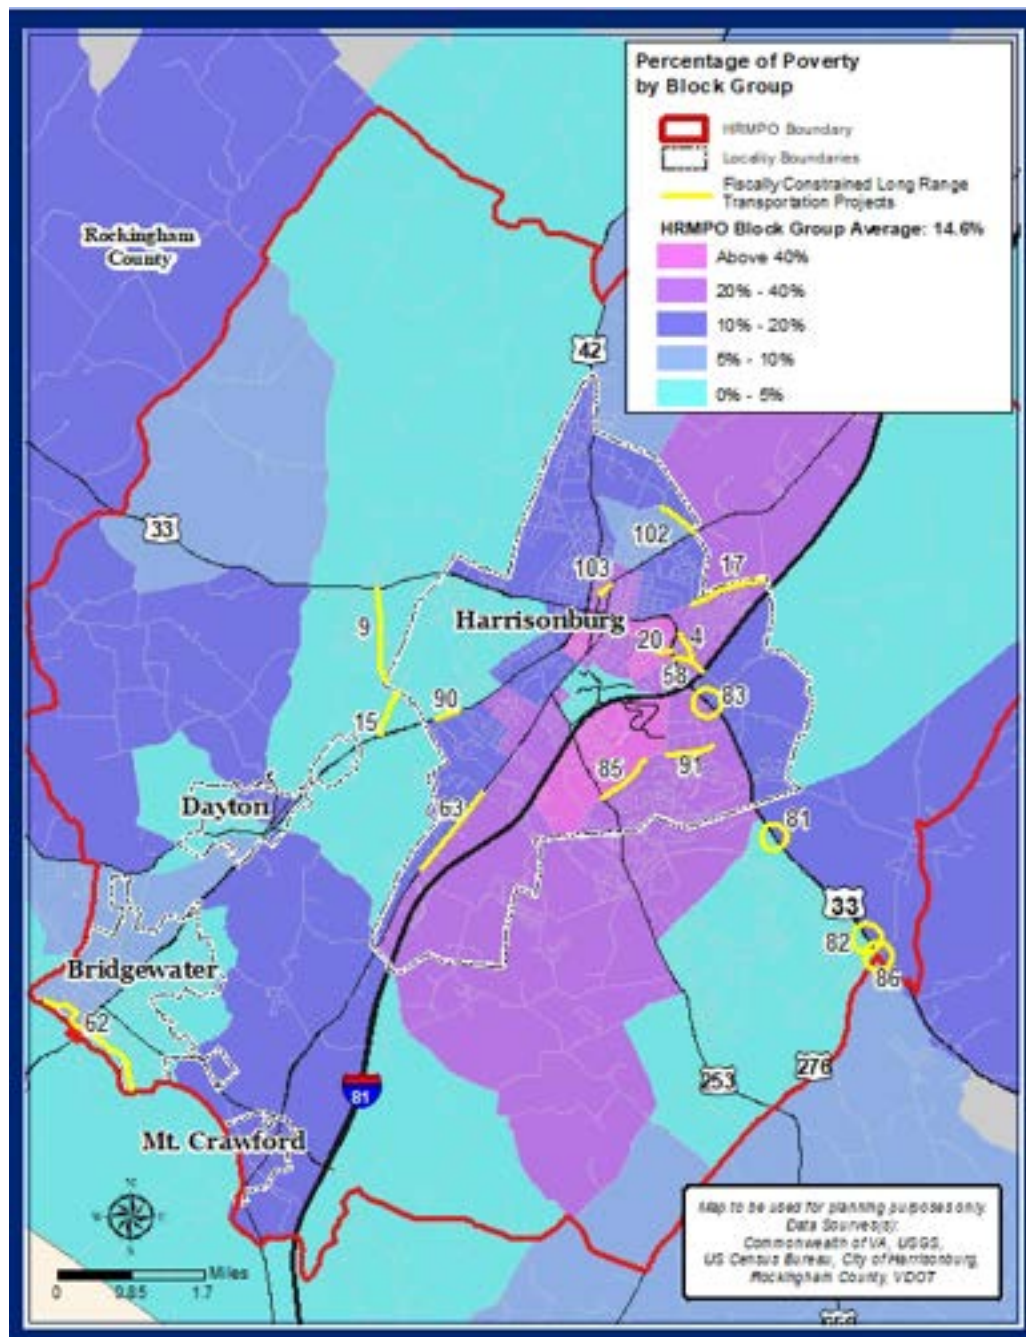 Percentage of Poverty
by Block Group
HRMPO Boundary
Locality Boundaries
Fiscally Constrained Long Range
Transportation Projects
HRMPO Block Group Average: 14.6%
Above 40%
20% - 40%
10% - 20%
5% - 10%
0% - 5%
Rockingham
County
42
33
102
103
17
Harrisonburg
9
20
4
58
83
90
15
85
91
63
Dayton
81
33
82
86
Bridgewater
62
276
253
81
Mt. Crawford
N
W
E
S
Miles
0
0.85
1.7
Map to be used for planning purposes only.
Data Sourves(s):
Commonwealth of VA, USGS,
US Census Bureau, City of Harrisonburg,
Rockingham County, VDOT